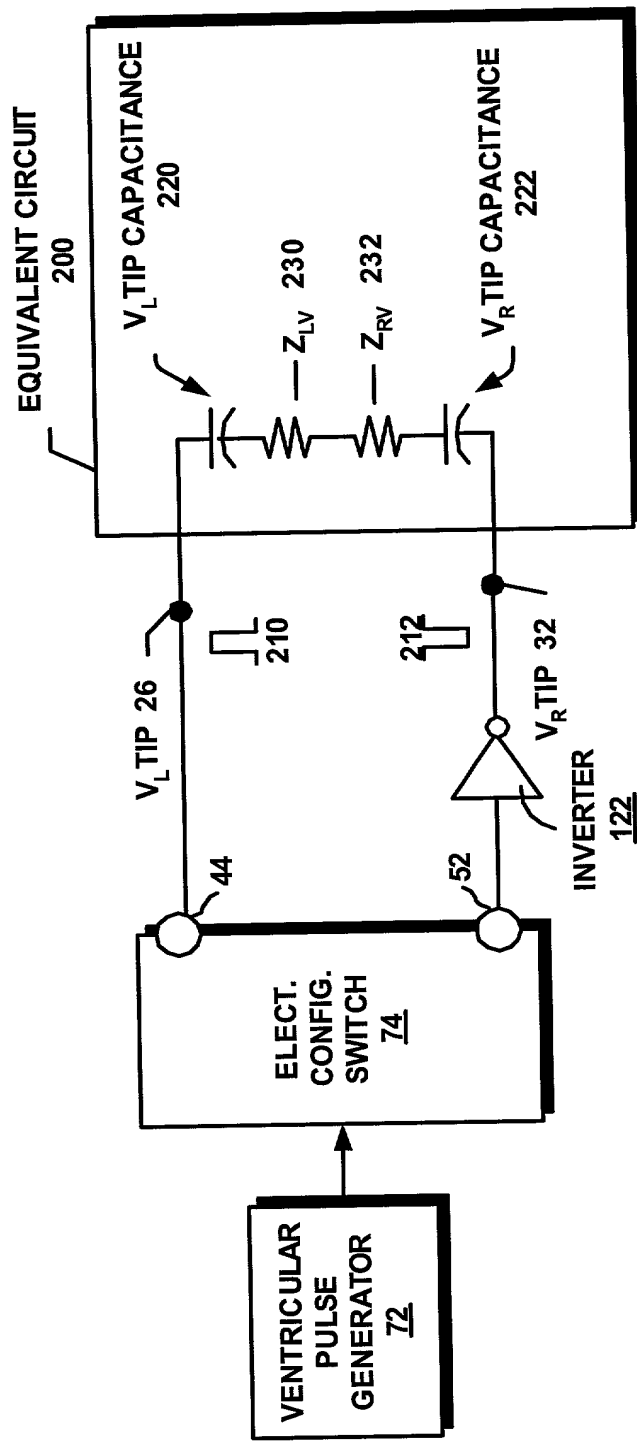 EQUIVALENT CIRCUIT
200
VL TIP CAPACITANCE
220
ZLV 230
ZRV 232
VR TIP CAPACITANCE
222
VL TIP 26
210
212
VR TIP 32
INVERTER
122
44
52
ELECT.
CONFIG.
SWITCH
74
VENTRICULAR
PULSE
GENERATOR
72